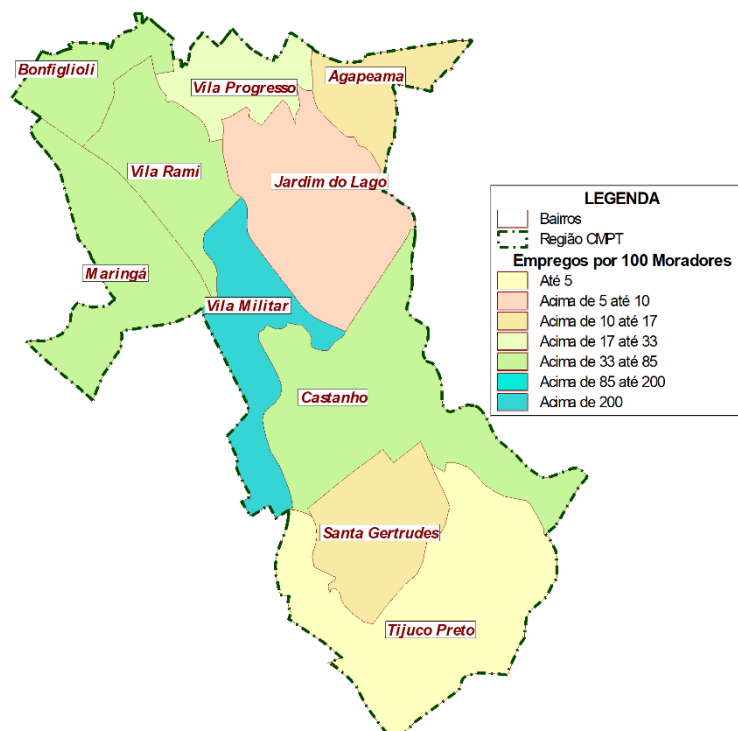 Bonfiglioli
Vila Progresso
Agapeama
Vila Rami
Jardim do Lago
Maringá
Vila Militar
Castanho
Santa Gertrudes
Tijuco Preto
LEGENDA
Bairros
Região CMPT
Empregos por 100 Moradores
Até 5
Acima de 5 até 10
Acima de 10 até 17
Acima de 17 até 33
Acima de 33 até 85
Acima de 85 até 200
Acima de 200